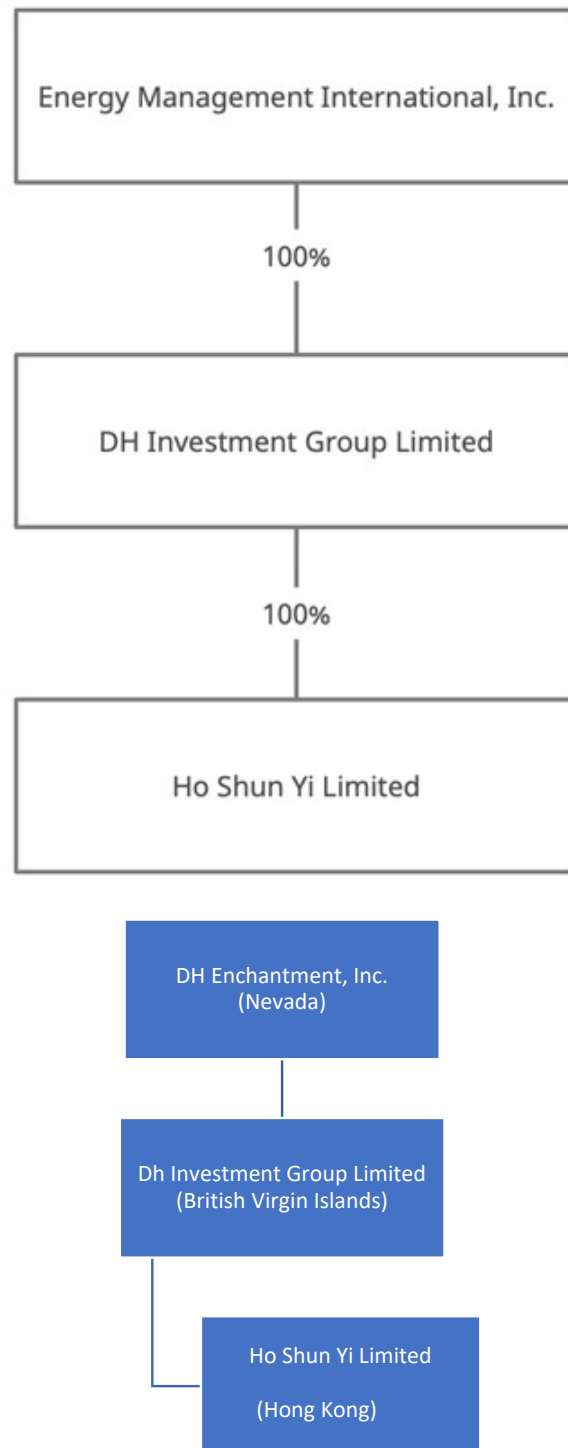 Energy Management International, Inc.
100%
DH Investment Group Limited
100%
Ho Shun Yi Limited
DH Enchantment, Inc.
(Nevada)
Dh Investment Group Limited
(British Virgin Islands)
Ho Shun Yi Limited
(Hong Kong)